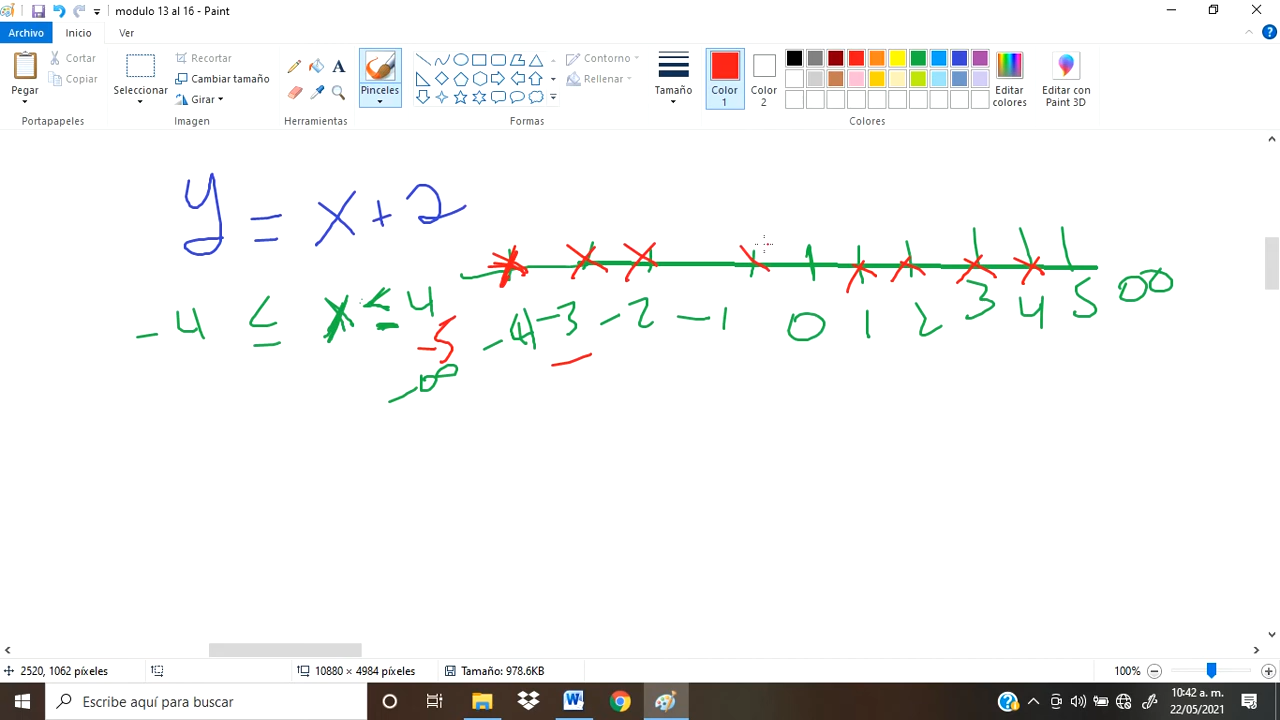 modulo 13 al 16 - Paint
Archivo Inicio Ver
Pegar
Cortar
Copiar
Portapapeles
Seleccionar
Recortar
Cambiar tamaño
Girar
Imagen
A
Herramientas
Pinceles
Contorno
Rellenar
Formas
Tamaño
Color 1
Color 2
Editar colores
Editar con Paint 3D
Colores
y = x + 2
-4 ≤ x ≤ 4
-5 -4 -3 -2 -1 0 1 2 3 4 5 ∞
-∞
2520, 1062 píxeles
10880 × 4984 píxeles
Tamaño: 978.6KB
100%
Escribe aquí para buscar
10:42 a. m.
22/05/2021